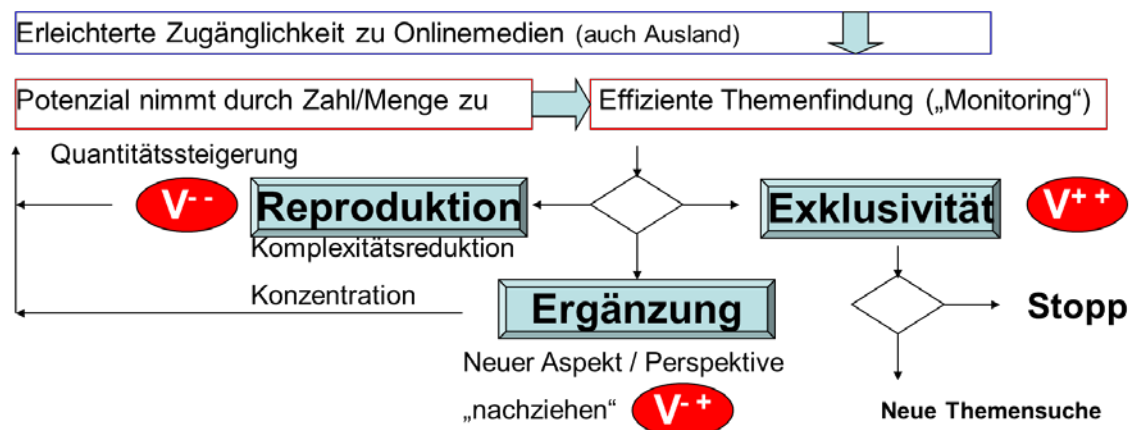 Erleichterte Zugänglichkeit zu Onlinemedien (auch Ausland)
Potenzial nimmt durch Zahl/Menge zu
Effiziente Themenfindung („Monitoring“)
Quantitätssteigerung
V- -
Reproduktion
Exklusivität
V+ +
Komplexitätsreduktion
Konzentration
Ergänzung
Stopp
Neuer Aspekt / Perspektive
„nachziehen“
V- +
Neue Themensuche